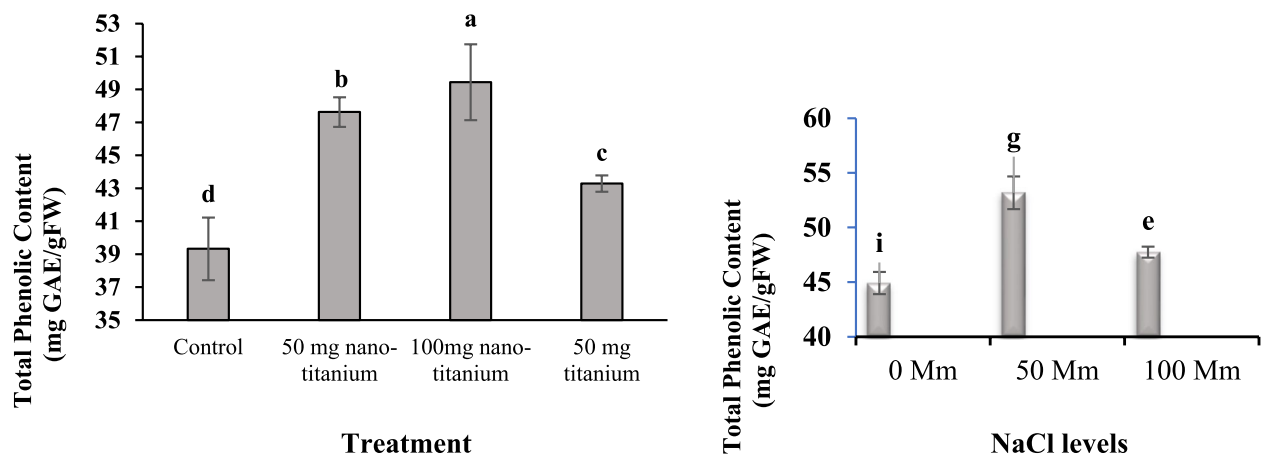 Total Phenolic Content
(mg GAE/gFW)
53
51
49
47
45
43
41
39
37
35
d
b
a
c
Control
50 mg nano-
titanium
100mg nano-
titanium
50 mg
titanium
Treatment
Total Phenolic Content
(mg GAE/gFW)
60
55
50
45
40
i
g
e
0 Mm
50 Mm
100 Mm
NaCl levels